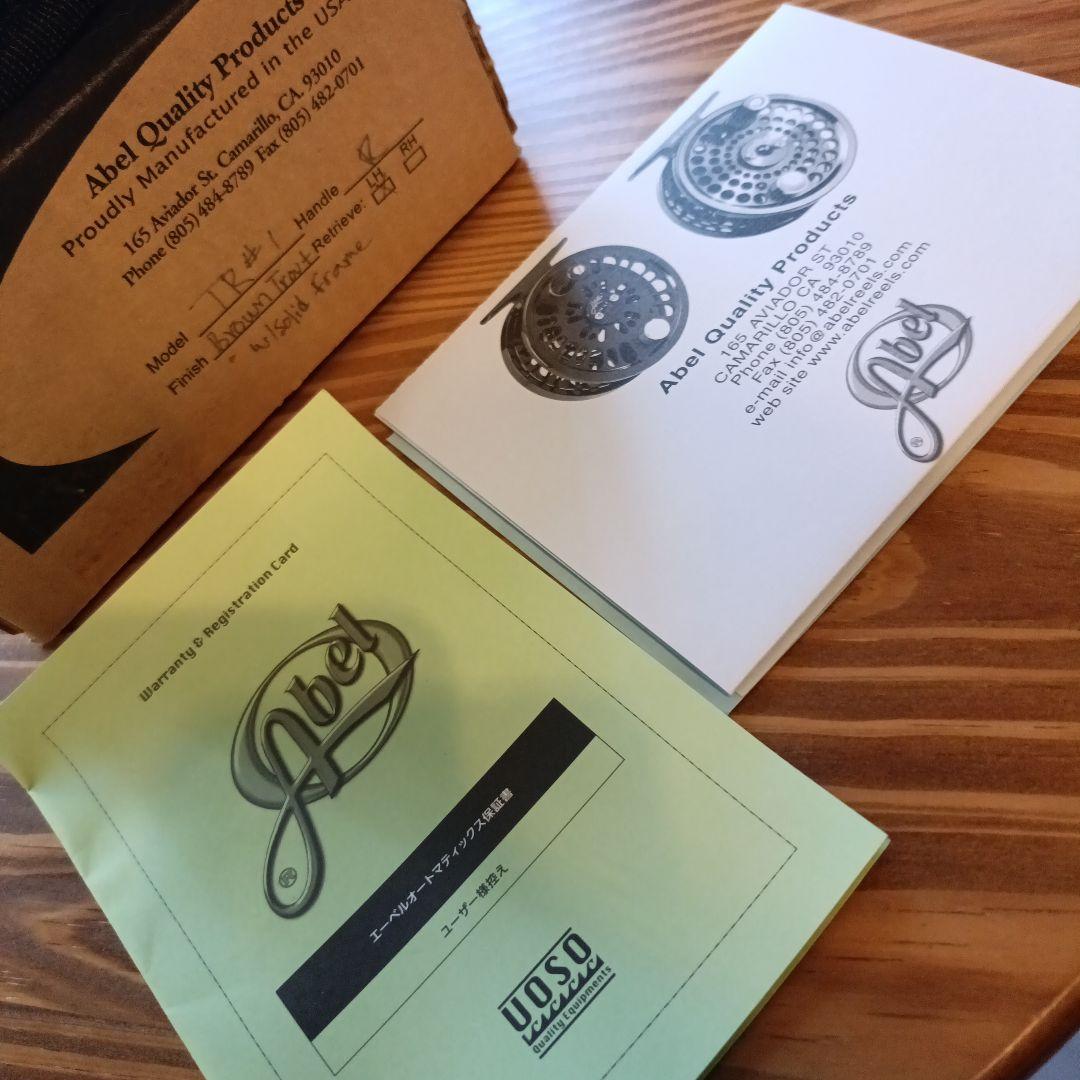 Abel Quality Products
Proudly Manufactured in the USA
165 Aviador St. Camarillo, CA. 93010
Phone (805) 484-8789 Fax (805) 482-0701
Model TR#1 Handle R
Finish Brown Trout Retrieve: LH RH
w/solid frame
Abel Quality Products
165 AVIADOR ST
CAMARILLO CA, 93010
Phone (805) 484-8789
Fax (805) 482-0701
e-mail info@abelreels.com
web site www.abelreels.com
Abel
®
Warranty & Registration Card
Abel
®
エーベルオートマティックス保証書
ユーザー様控え
UOSO
Quality Equipments